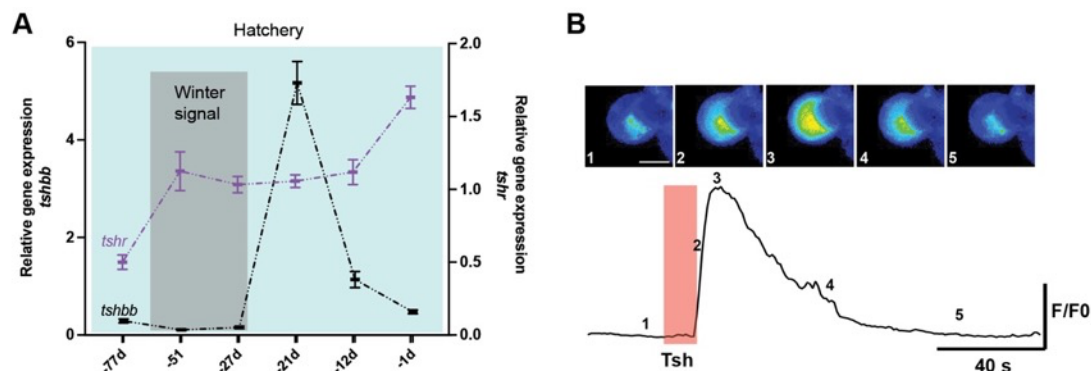 A
Hatchery
6
4
2
0
Relative gene expression
tshbb
Winter
signal
tshr
tshbb
2.0
1.5
1.0
0.5
0.0
Relative gene expression
tshr
-77d
-51
-27d
-21d
-12d
-1d
B
1
2
3
4
5
1
2
3
4
5
Tsh
F/F0
40 s